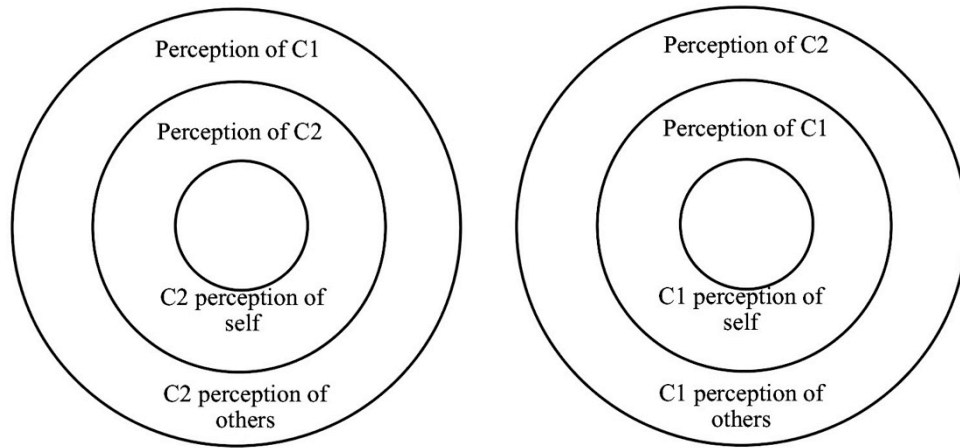 Perception of C1
Perception of C2
C2 perception of
self
C2 perception of
others
Perception of C2
Perception of C1
C1 perception of
self
C1 perception of
others